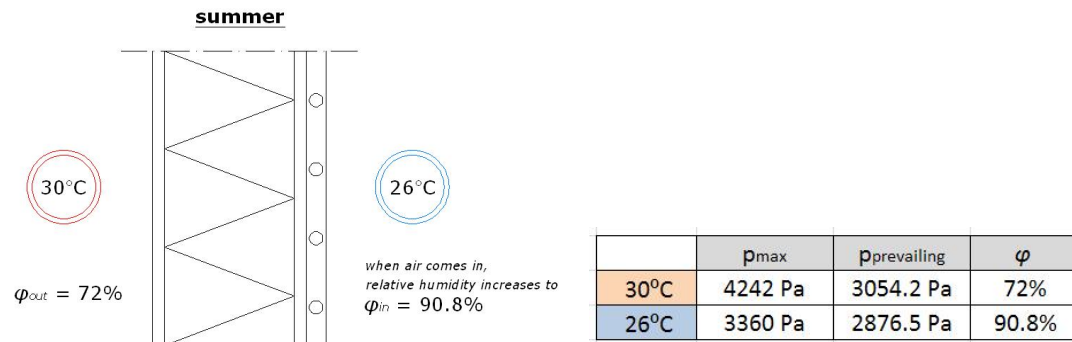 summer
30°C
26°C
φout = 72%
when air comes in,
relative humidity increases to
φin = 90.8%
pmax pprevailing φ
30°C 4242 Pa 3054.2 Pa 72%
26°C 3360 Pa 2876.5 Pa 90.8%